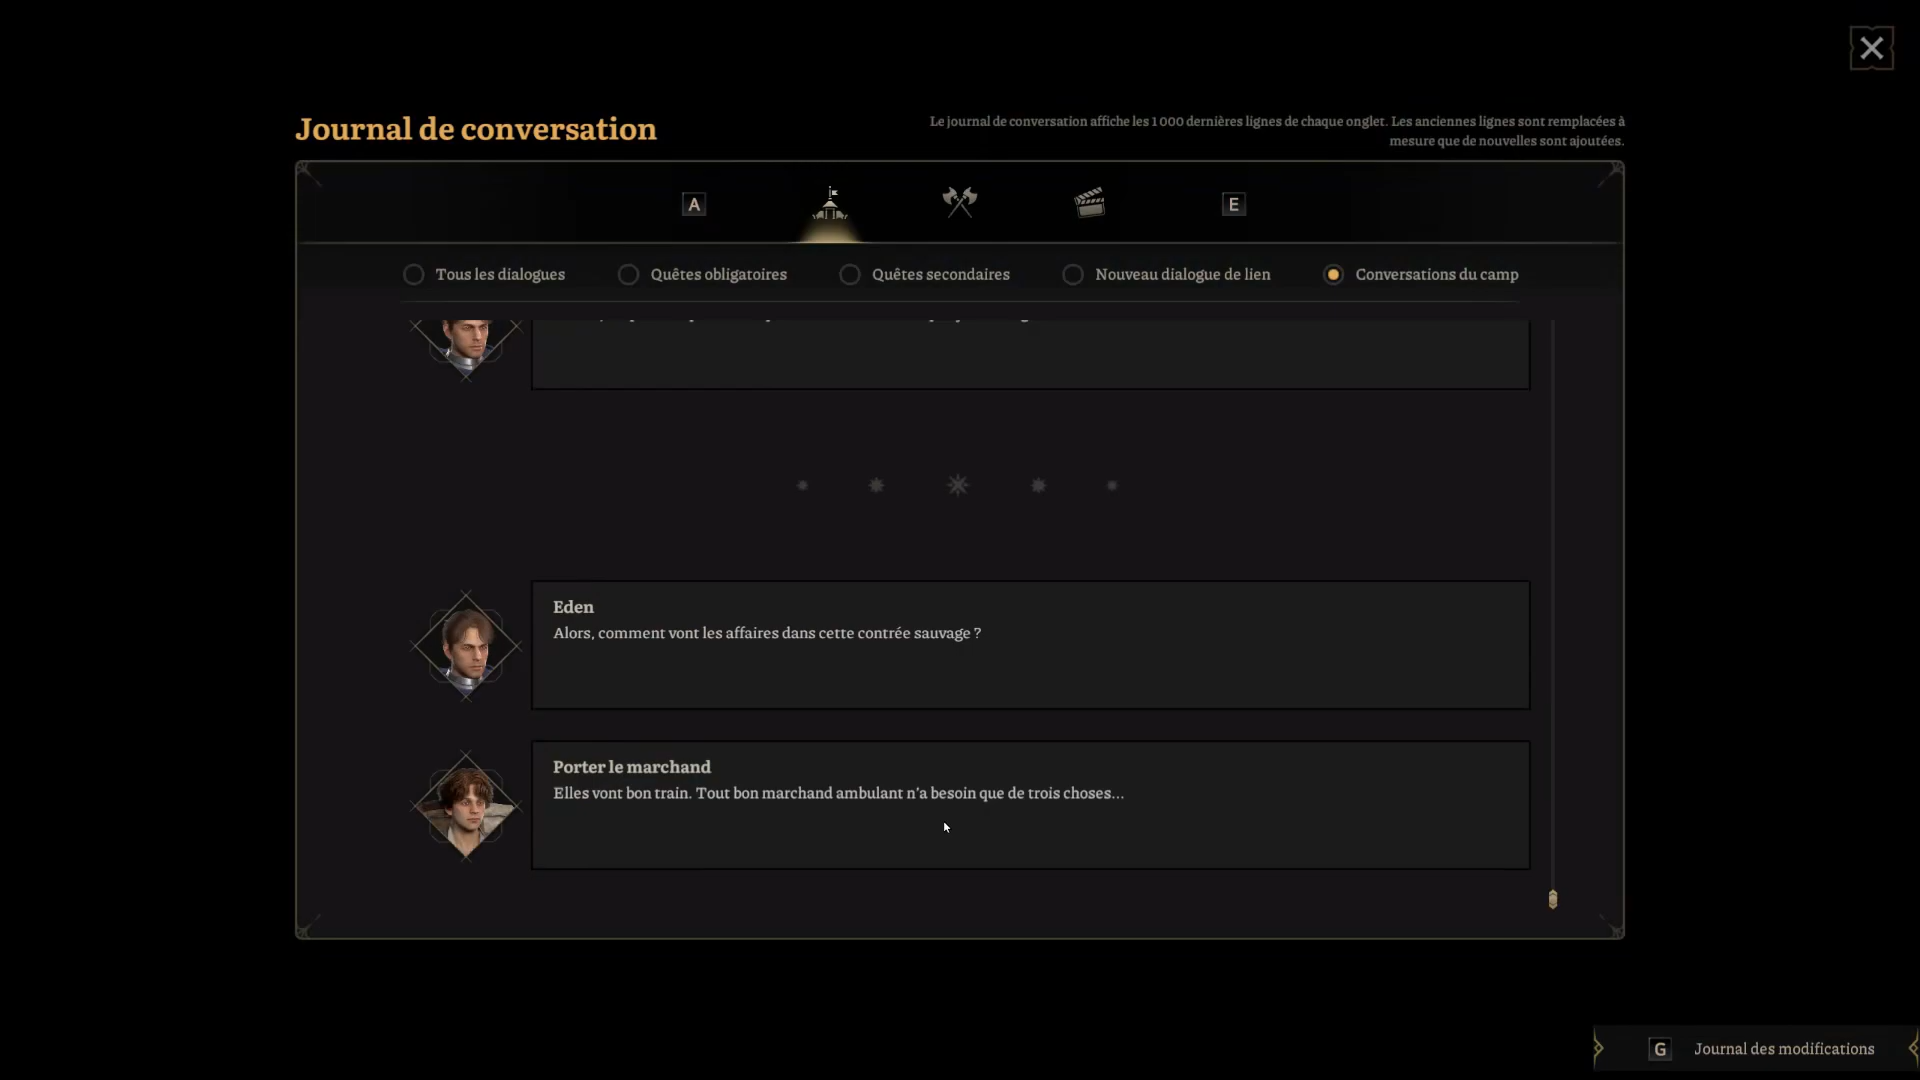 Journal de conversation
Le journal de conversation affiche les 1 000 dernières lignes de chaque onglet. Les anciennes lignes sont remplacées à
mesure que de nouvelles sont ajoutées.
A
E
Tous les dialogues
Quêtes obligatoires
Quêtes secondaires
Nouveau dialogue de lien
Conversations du camp
Eden
Alors, comment vont les affaires dans cette contrée sauvage ?
Porter le marchand
Elles vont bon train. Tout bon marchand ambulant n'a besoin que de trois choses...
G
Journal des modifications